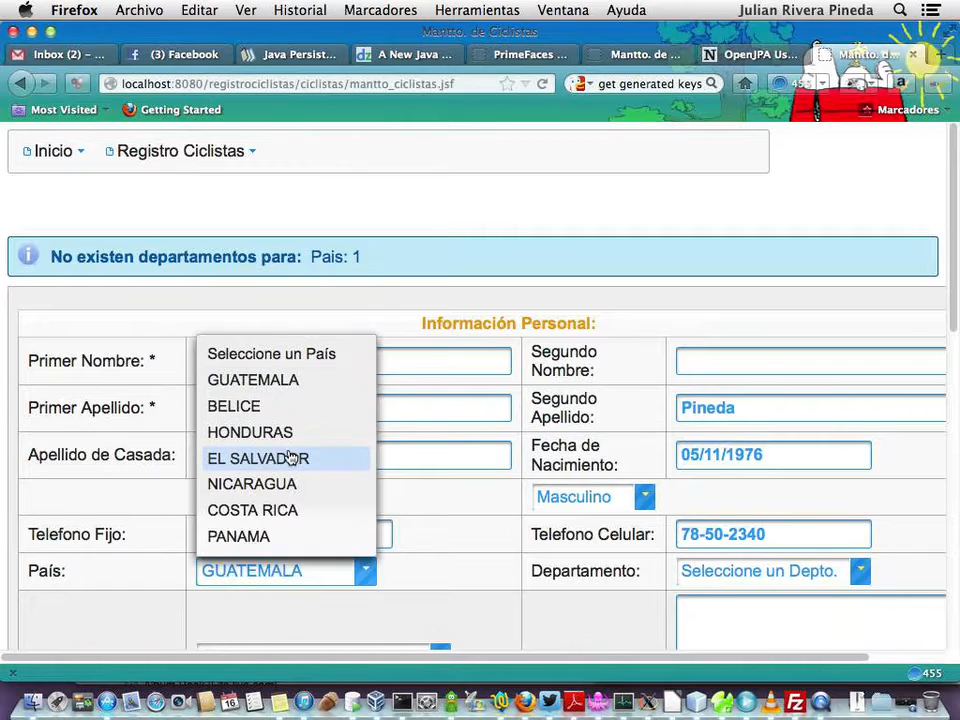 Firefox Archivo Editar Ver Historial Marcadores Herramientas Ventana Ayuda Julian Rivera Pineda
Mantto. de Ciclistas
Inbox (2) – ... (3) Facebook Java Persist... A New Java ... PrimeFaces ... Mantto. de ... OpenJPA Us... Mantto. d...
localhost:8080/registrociclistas/ciclistas/mantto_ciclistas.jsf get generated keys 455
Most Visited Getting Started Marcadores
Inicio Registro Ciclistas
No existen departamentos para: Pais: 1
Información Personal:
Primer Nombre: * Segundo Nombre:
Primer Apellido: * Segundo Apellido: Pineda
Apellido de Casada: Fecha de Nacimiento: 05/11/1976
Masculino
Telefono Fijo: Telefono Celular: 78-50-2340
País: GUATEMALA Departamento: Seleccione un Depto.
Seleccione un País
GUATEMALA
BELICE
HONDURAS
EL SALVADOR
NICARAGUA
COSTA RICA
PANAMA
455
16